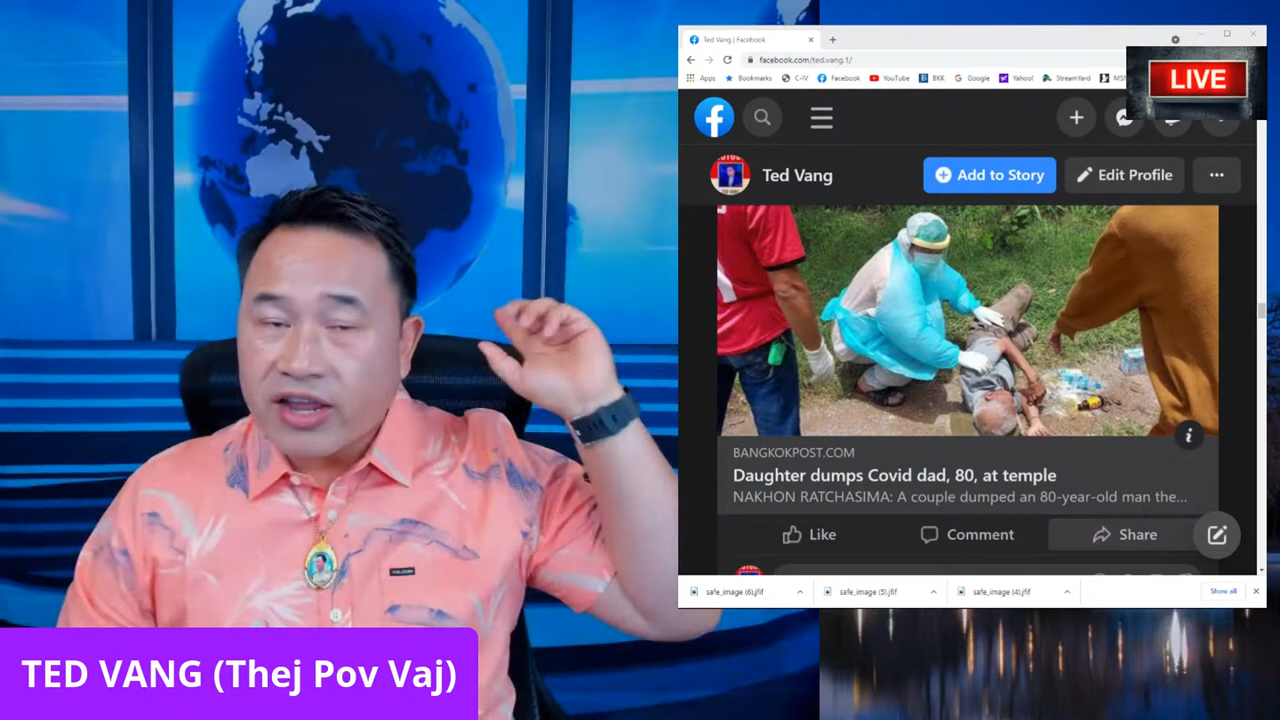 Ted Vang | Facebook
facebook.com/ted.vang.1/
Apps Bookmarks C-IV Facebook YouTube BKK Google Yahoo! StreamYard
LIVE
Ted Vang
Add to Story
Edit Profile
BANGKOKPOST.COM
Daughter dumps Covid dad, 80, at temple
NAKHON RATCHASIMA: A couple dumped an 80-year-old man the...
Like
Comment
Share
safe_image (6).jfif
safe_image (5).jfif
safe_image (4).jfif
Show all
VOLCOM
TED VANG (Thej Pov Vaj)